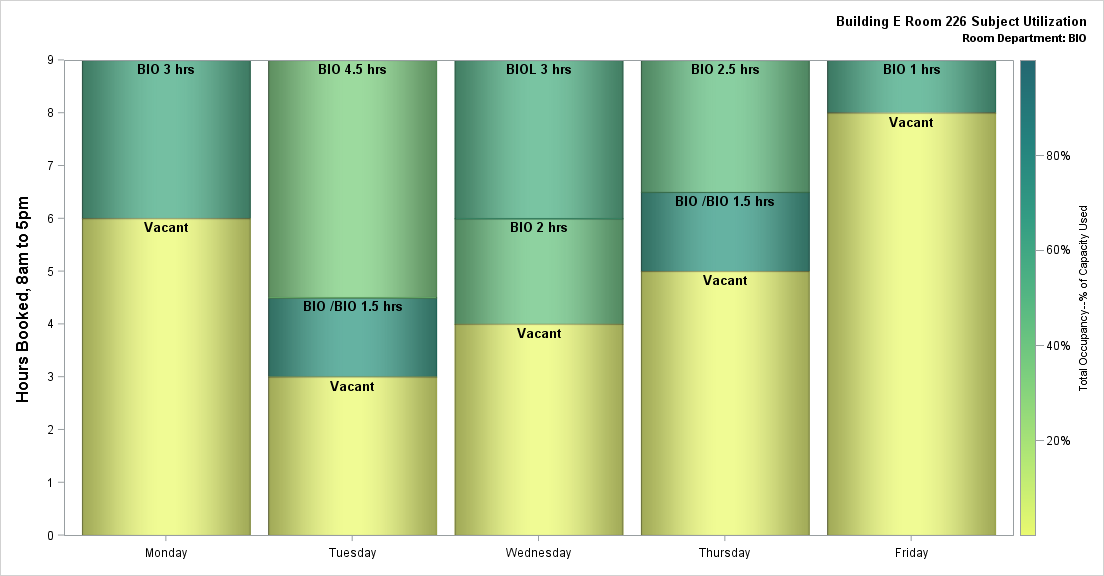 Building E Room 226 Subject Utilization
Room Department: BIO
Hours Booked, 8am to 5pm
9
8
7
6
5
4
3
2
1
0
BIO 3 hrs
Vacant
BIO 4.5 hrs
BIO /BIO 1.5 hrs
Vacant
BIOL 3 hrs
BIO 2 hrs
Vacant
BIO 2.5 hrs
BIO /BIO 1.5 hrs
Vacant
BIO 1 hrs
Vacant
Monday
Tuesday
Wednesday
Thursday
Friday
80%
60%
40%
20%
Total Occupancy--% of Capacity Used